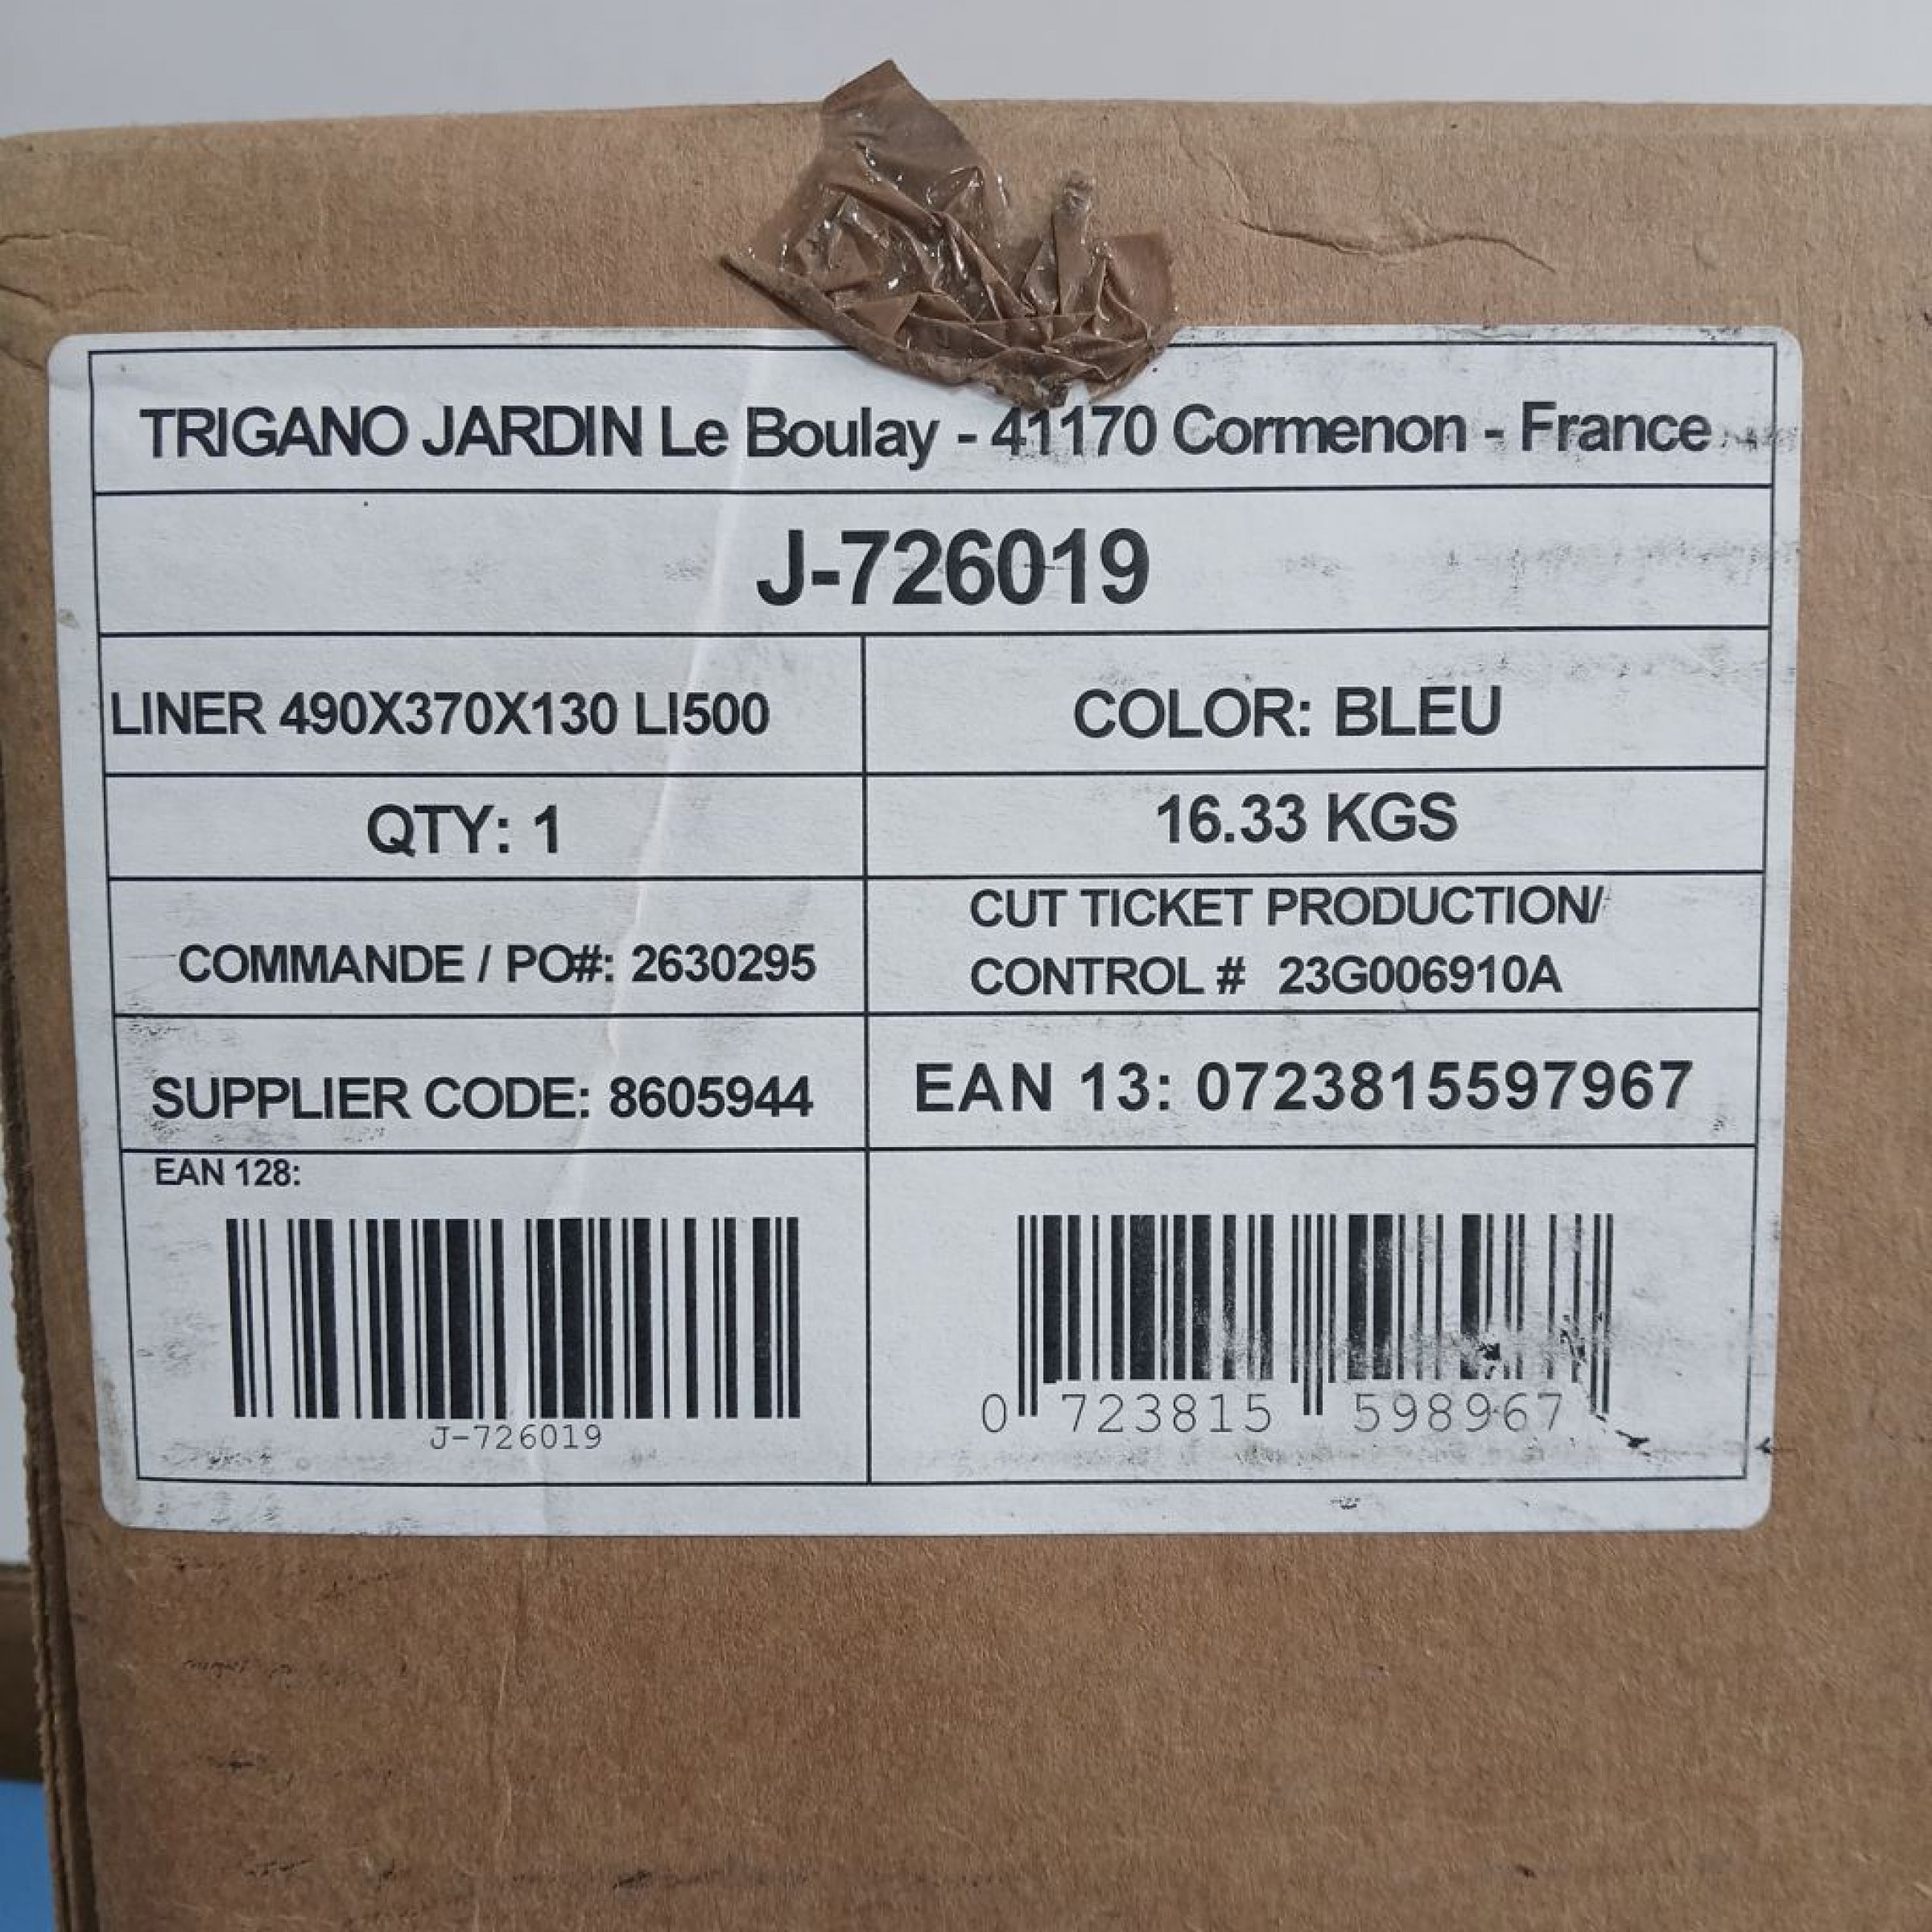 TRIGANO JARDIN Le Boulay - 41170 Cormenon - France
J-726019
LINER 490X370X130 LI500
COLOR: BLEU
QTY: 1
16.33 KGS
COMMANDE / PO#: 2630295
CUT TICKET PRODUCTION/
CONTROL # 23G006910A
SUPPLIER CODE: 8605944
EAN 13: 0723815597967
EAN 128:
J-726019
0 723815 598967